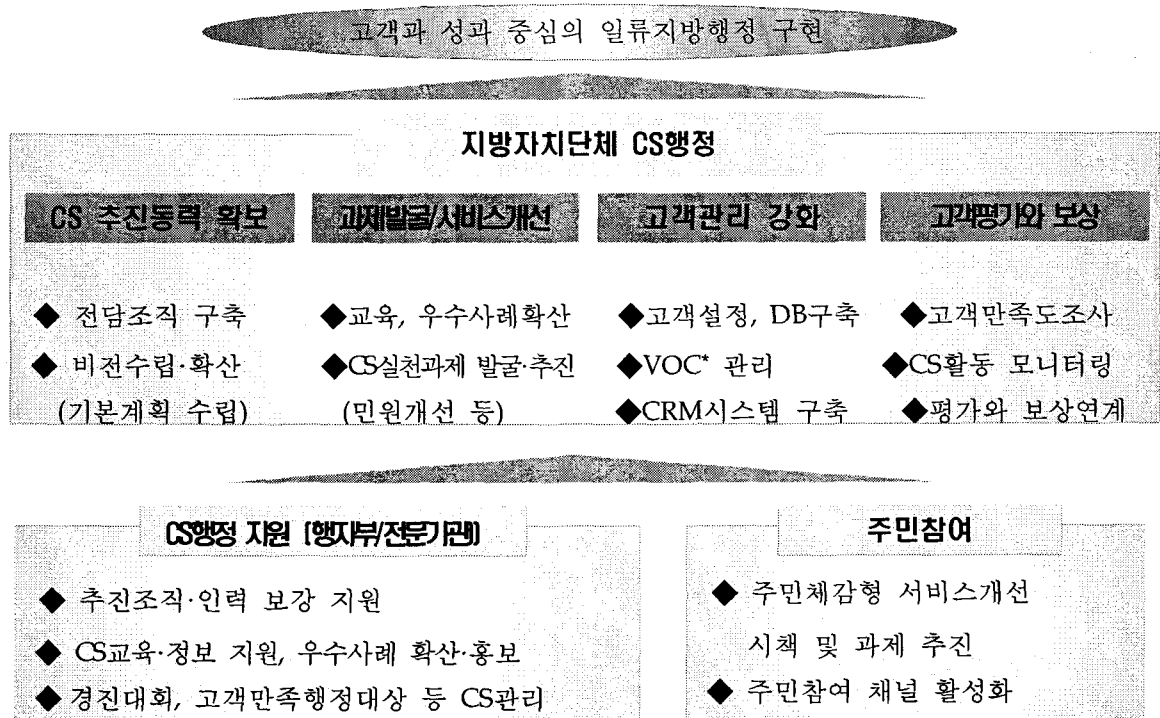 고객과 성과 중심의 일류지방행정 구현
지방자치단체 CS행정
CS 추진동력 확보
과제발굴/서비스개선
고객관리 강화
고객평가와 보상
◆ 전담조직 구축
◆ 비전수립·확산
(기본계획 수립)
◆교육, 우수사례확산
◆CS실천과제 발굴·추진
(민원개선 등)
◆고객설정, DB구축
◆VOC* 관리
◆CRM시스템 구축
◆고객만족도조사
◆CS활동 모니터링
◆평가와 보상연계
CS행정 지원 [행자부/전문기관]
◆ 추진조직·인력 보강 지원
◆ CS교육·정보 지원, 우수사례 확산·홍보
◆ 경진대회, 고객만족행정대상 등 CS관리
주민참여
◆ 주민체감형 서비스개선
시책 및 과제 추진
◆ 주민참여 채널 활성화